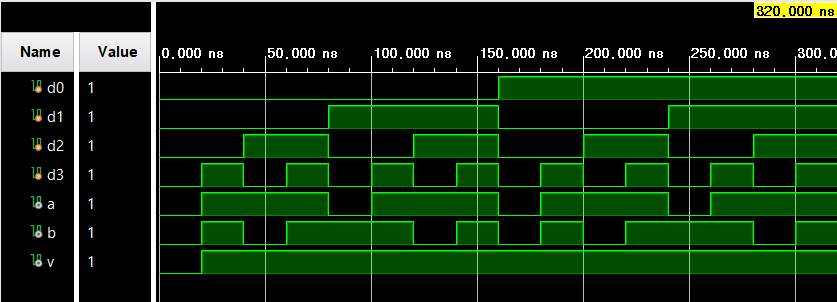 320.000 ns
Name Value
0.000 ns 50.000 ns 100.000 ns 150.000 ns 200.000 ns 250.000 ns 300.0
d0 1
d1 1
d2 1
d3 1
a 1
b 1
v 1